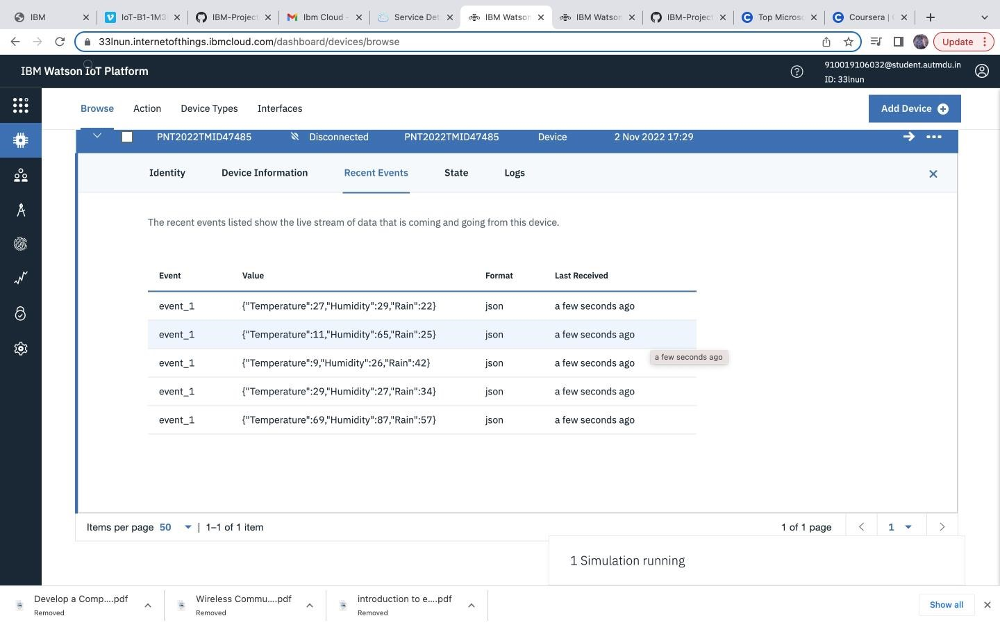 IBM
IoT-B1-1M3
IBM-Project
Ibm Cloud -
Service Det
IBM Watson
IBM Watson
IBM-Project
Top Microso
Coursera |
33lnun.internetofthings.ibmcloud.com/dashboard/devices/browse
Update
IBM Watson IoT Platform
910019106032@student.autmdu.in
ID: 33lnun
Browse Action Device Types Interfaces
Add Device
PNT2022TMID47485 Disconnected PNT2022TMID47485 Device 2 Nov 2022 17:29
Identity Device Information Recent Events State Logs
The recent events listed show the live stream of data that is coming and going from this device.
Event Value Format Last Received
event_1 {"Temperature":27,"Humidity":29,"Rain":22} json a few seconds ago
event_1 {"Temperature":11,"Humidity":65,"Rain":25} json a few seconds ago
a few seconds ago
event_1 {"Temperature":9,"Humidity":26,"Rain":42} json a few seconds ago
event_1 {"Temperature":29,"Humidity":27,"Rain":34} json a few seconds ago
event_1 {"Temperature":69,"Humidity":87,"Rain":57} json a few seconds ago
Items per page 50 | 1–1 of 1 item
1 of 1 page 1
1 Simulation running
Develop a Comp....pdf
Removed
Wireless Commu....pdf
Removed
introduction to e....pdf
Removed
Show all